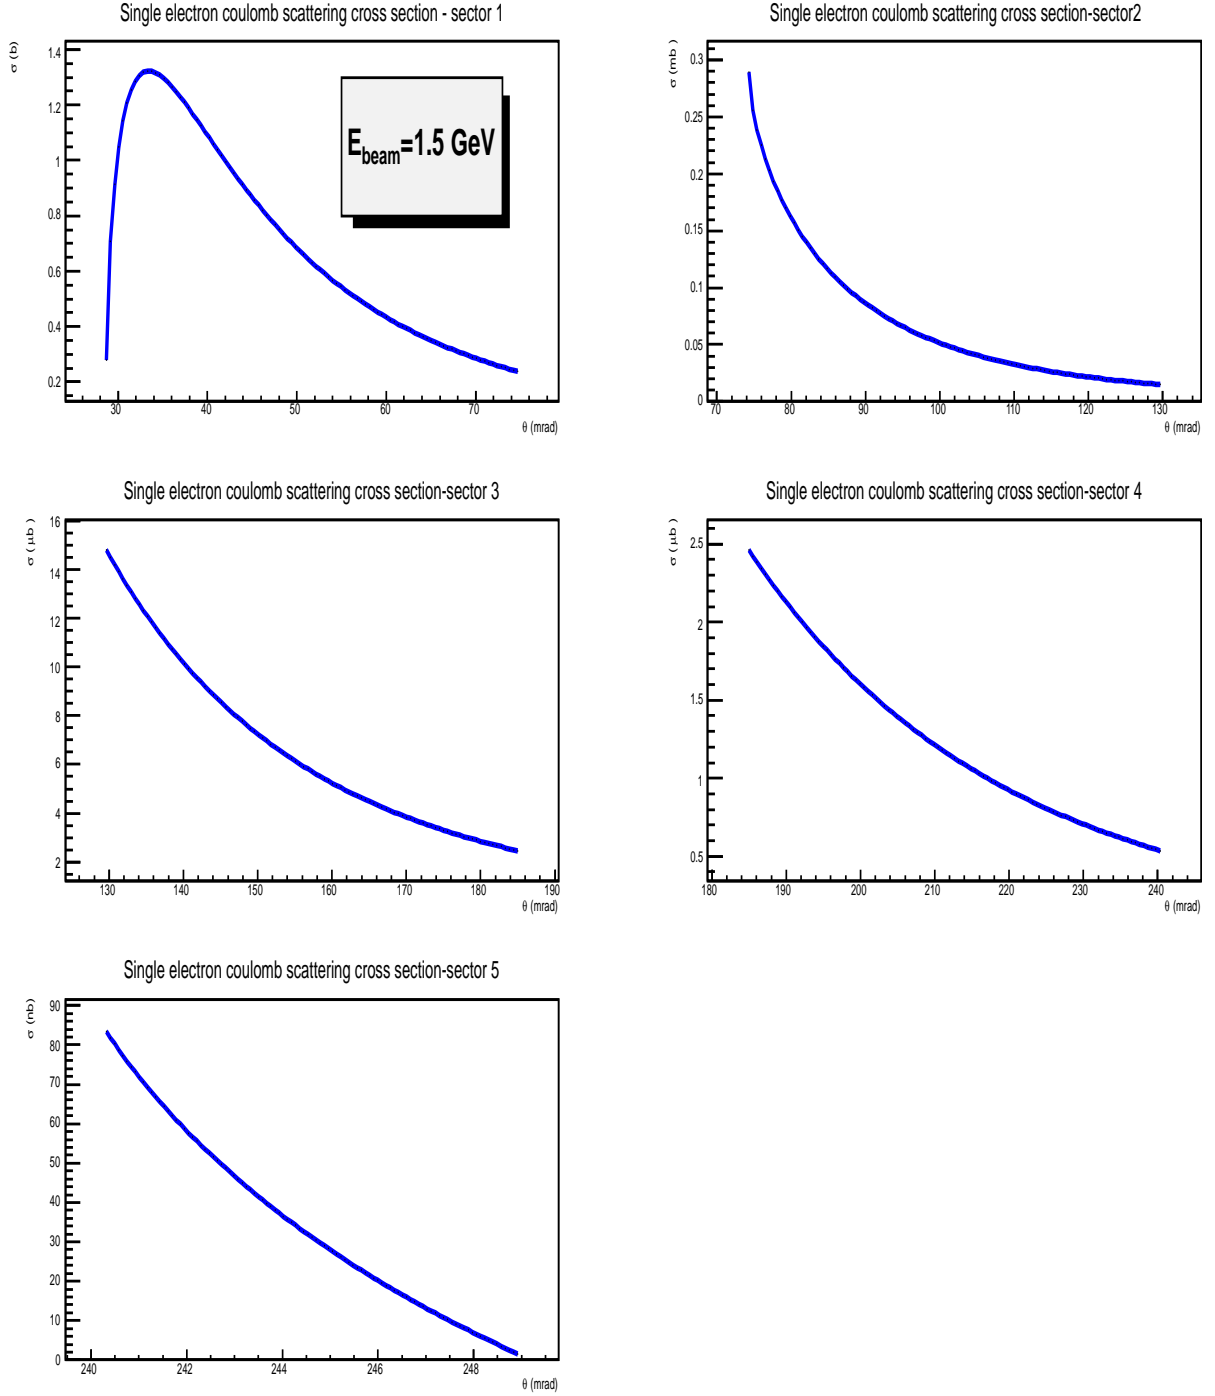 Single electron coulomb scattering cross section - sector 1
σ (b)
1.4
1.2
1
0.8
0.6
0.4
0.2
E_beam=1.5 GeV
30 40 50 60 70
θ (mrad)
Single electron coulomb scattering cross section-sector2
σ (mb )
0.3
0.25
0.2
0.15
0.1
0.05
0
70 80 90 100 110 120 130
θ (mrad)
Single electron coulomb scattering cross section-sector 3
σ ( μb )
16
14
12
10
8
6
4
2
130 140 150 160 170 180 190
θ (mrad)
Single electron coulomb scattering cross section-sector 4
σ ( μb )
2.5
2
1.5
1
0.5
180 190 200 210 220 230 240
θ (mrad)
Single electron coulomb scattering cross section-sector 5
σ (nb)
90
80
70
60
50
40
30
20
10
0
240 242 244 246 248
θ (mrad)